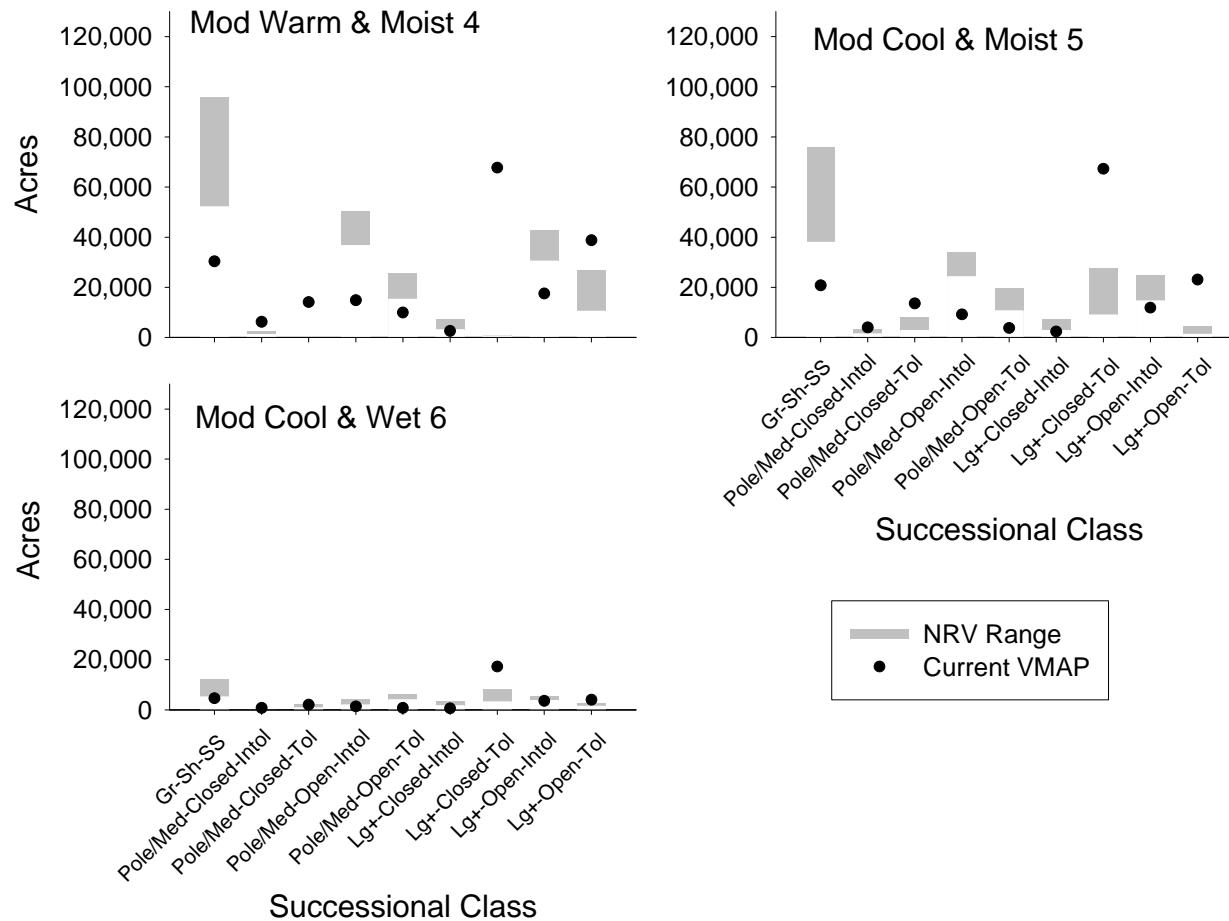 Mod Warm & Moist 4
120,000
100,000
80,000
60,000
40,000
20,000
0
Acres
Mod Cool & Moist 5
120,000
100,000
80,000
60,000
40,000
20,000
0
Gr-Sh-SS
Pole/Med-Closed-Intol
Pole/Med-Closed-Tol
Pole/Med-Open-Intol
Pole/Med-Open-Tol
Lg+-Closed-Intol
Lg+-Closed-Tol
Lg+-Open-Intol
Lg+-Open-Tol
Successional Class
Mod Cool & Wet 6
120,000
100,000
80,000
60,000
40,000
20,000
0
Acres
Gr-Sh-SS
Pole/Med-Closed-Intol
Pole/Med-Closed-Tol
Pole/Med-Open-Intol
Pole/Med-Open-Tol
Lg+-Closed-Intol
Lg+-Closed-Tol
Lg+-Open-Intol
Lg+-Open-Tol
Successional Class
NRV Range
Current VMAP